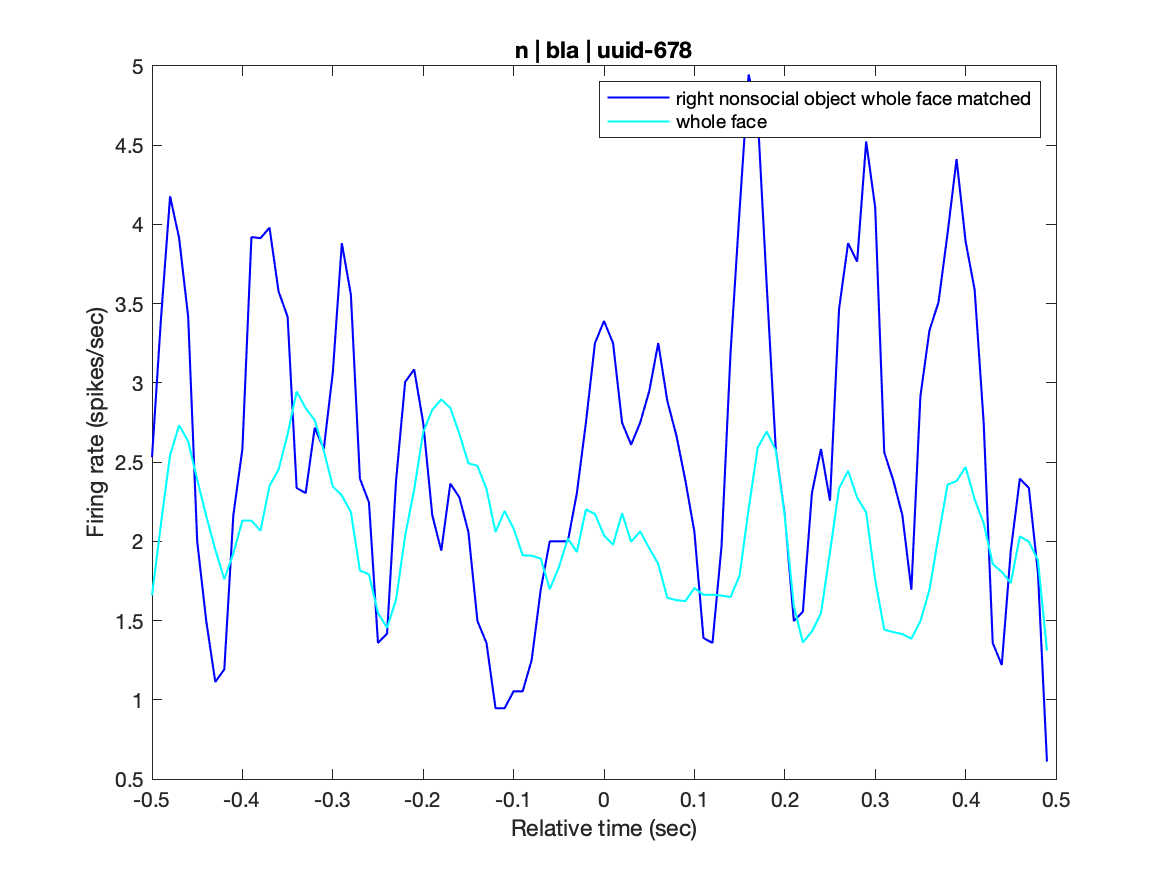 n | bla | uuid-678
right nonsocial object whole face matched
whole face
Firing rate (spikes/sec)
5
4.5
4
3.5
3
2.5
2
1.5
1
0.5
-0.5 -0.4 -0.3 -0.2 -0.1 0 0.1 0.2 0.3 0.4 0.5
Relative time (sec)